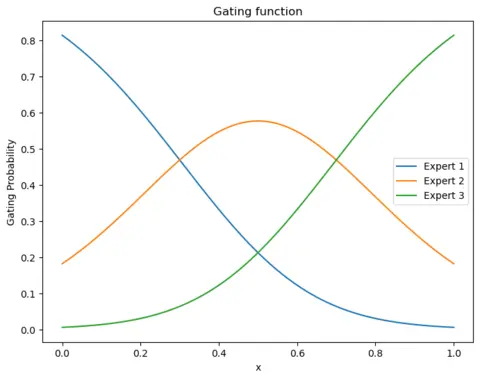 Gating function
Gating Probability
0.8
0.7
0.6
0.5
0.4
0.3
0.2
0.1
0.0
Expert 1
Expert 2
Expert 3
0.0 0.2 0.4 0.6 0.8 1.0
x